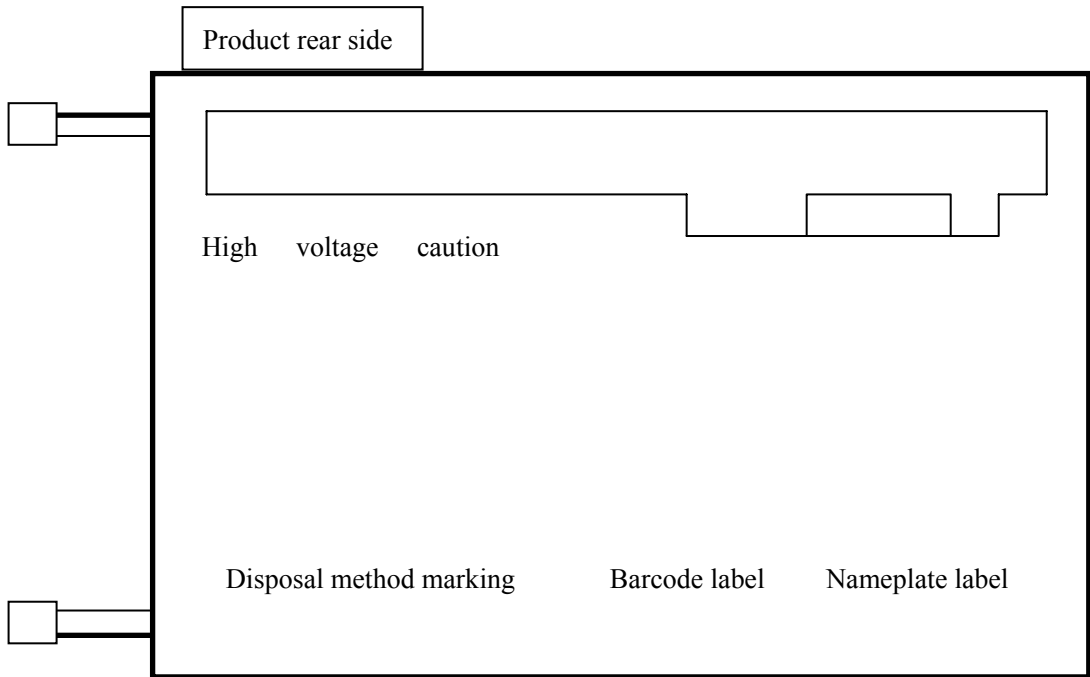 Product rear side
High voltage caution
Disposal method marking Barcode label Nameplate label